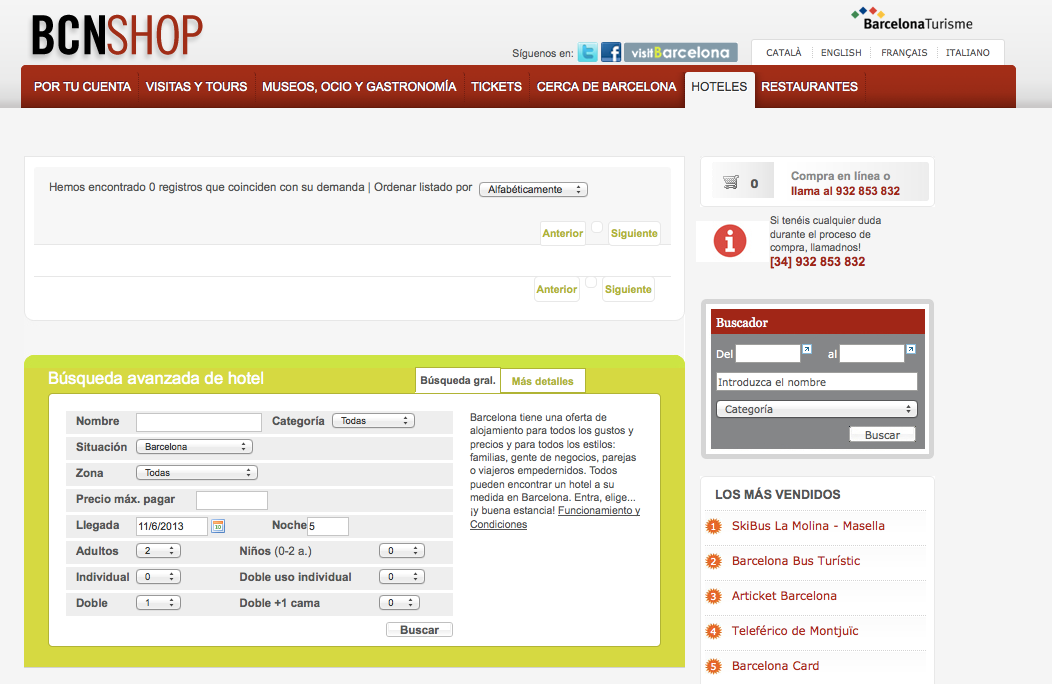 BCNSHOP
BarcelonaTurisme
Síguenos en: visitBarcelona
CATALÀ ENGLISH FRANÇAIS ITALIANO
POR TU CUENTA VISITAS Y TOURS MUSEOS, OCIO Y GASTRONOMÍA TICKETS CERCA DE BARCELONA HOTELES RESTAURANTES
Hemos encontrado 0 registros que coinciden con su demanda | Ordenar listado por Alfabéticamente
Anterior Siguiente
Anterior Siguiente
0
Compra en línea o
llama al 932 853 832
Si tenéis cualquier duda
durante el proceso de
compra, llamadnos!
[34] 932 853 832
Buscador
Del al
Introduzca el nombre
Categoría
Buscar
Búsqueda avanzada de hotel
Búsqueda gral. Más detalles
Nombre Categoría Todas
Situación Barcelona
Zona Todas
Precio máx. pagar
Llegada 11/6/2013 10 Noche 5
Adultos 2 Niños (0-2 a.) 0
Individual 0 Doble uso individual 0
Doble 1 Doble +1 cama 0
Buscar
Barcelona tiene una oferta de
alojamiento para todos los gustos y
precios y para todos los estilos:
familias, gente de negocios, parejas
o viajeros empedernidos. Todos
pueden encontrar un hotel a su
medida en Barcelona. Entra, elige...
¡y buena estancia! Funcionamiento y
Condiciones
LOS MÁS VENDIDOS
1 SkiBus La Molina - Masella
2 Barcelona Bus Turístic
3 Articket Barcelona
4 Teleférico de Montjuïc
5 Barcelona Card